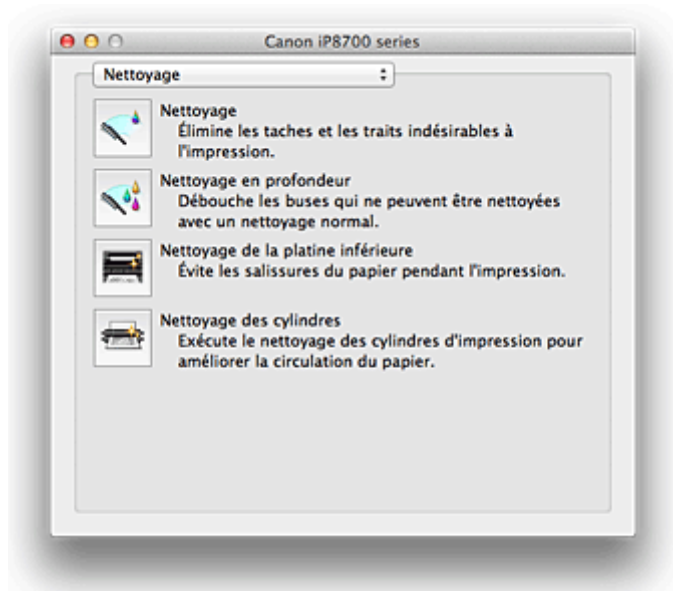 Canon iP8700 series
Nettoyage
Nettoyage
Élimine les taches et les traits indésirables à
l'impression.
Nettoyage en profondeur
Débouche les buses qui ne peuvent être nettoyées
avec un nettoyage normal.
Nettoyage de la platine inférieure
Évite les salissures du papier pendant l'impression.
Nettoyage des cylindres
Exécute le nettoyage des cylindres d'impression pour
améliorer la circulation du papier.